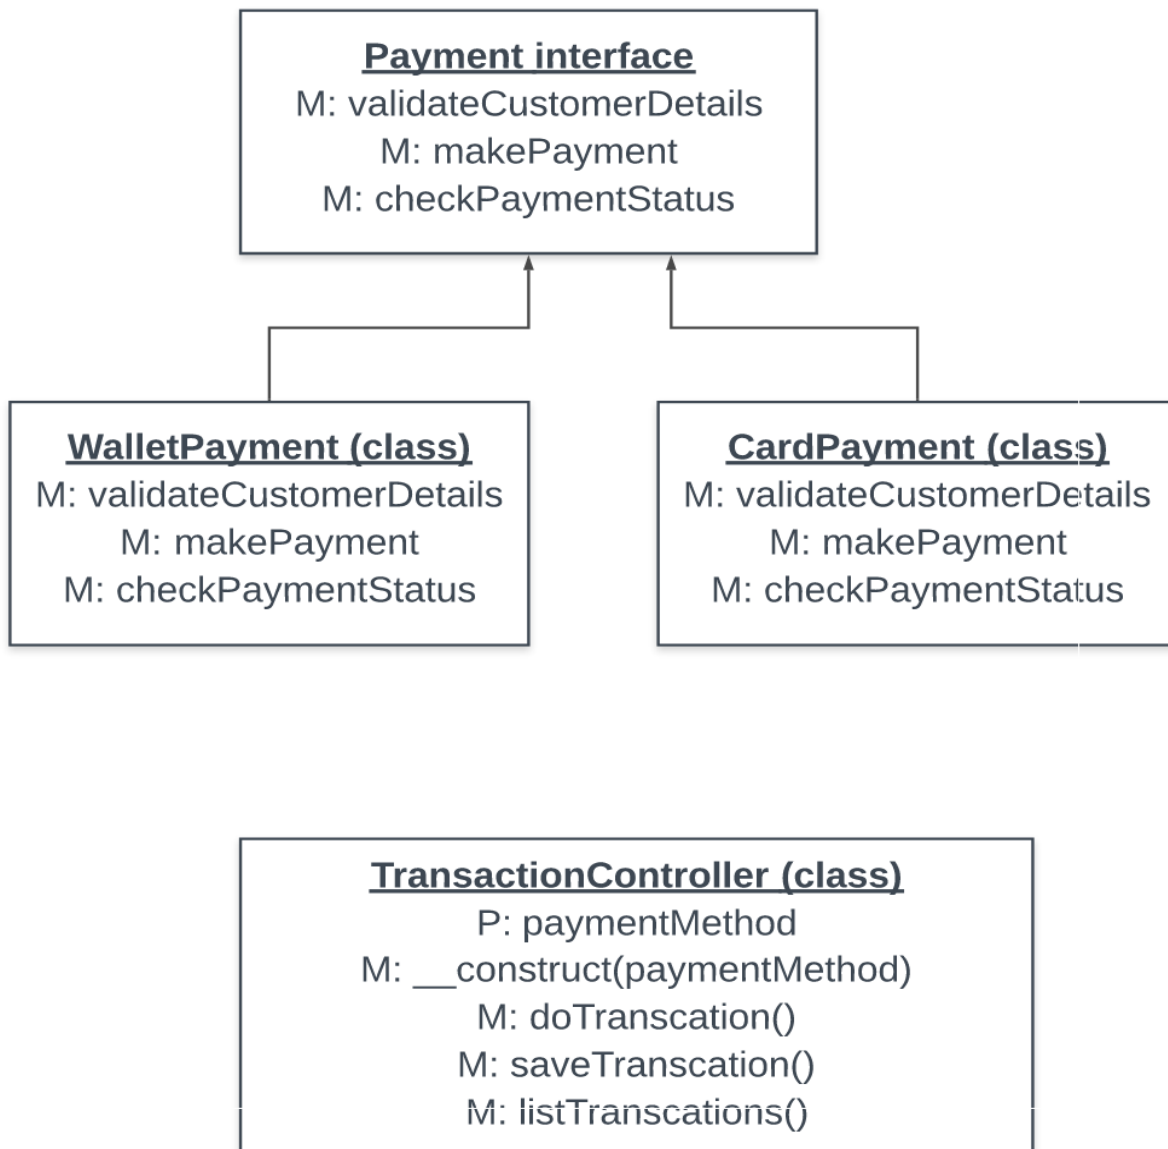 Payment interface
M: validateCustomerDetails
M: makePayment
M: checkPaymentStatus
WalletPayment (class)
M: validateCustomerDetails
M: makePayment
M: checkPaymentStatus
CardPayment (class)
M: validateCustomerDetails
M: makePayment
M: checkPaymentStatus
TransactionController (class)
P: paymentMethod
M: __construct(paymentMethod)
M: doTranscation()
M: saveTranscation()
M: listTranscations()